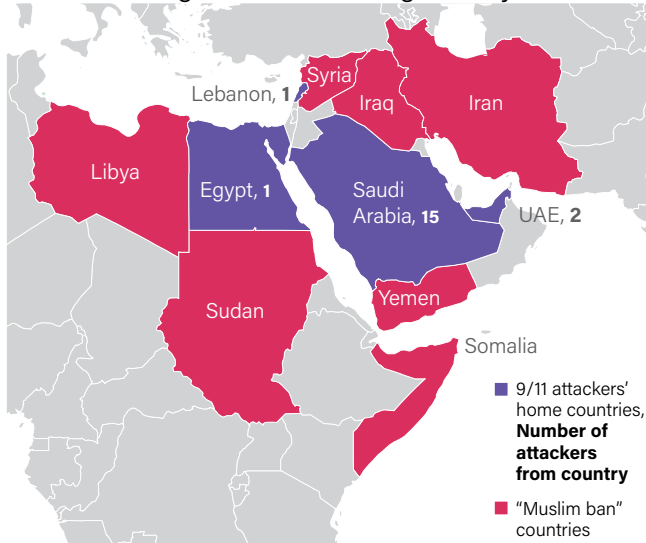 Syria
Lebanon, 1
Iraq
Iran
Libya
Egypt, 1
Saudi
Arabia, 15
UAE, 2
Yemen
Sudan
Somalia
9/11 attackers'
home countries,
Number of
attackers
from country
"Muslim ban"
countries